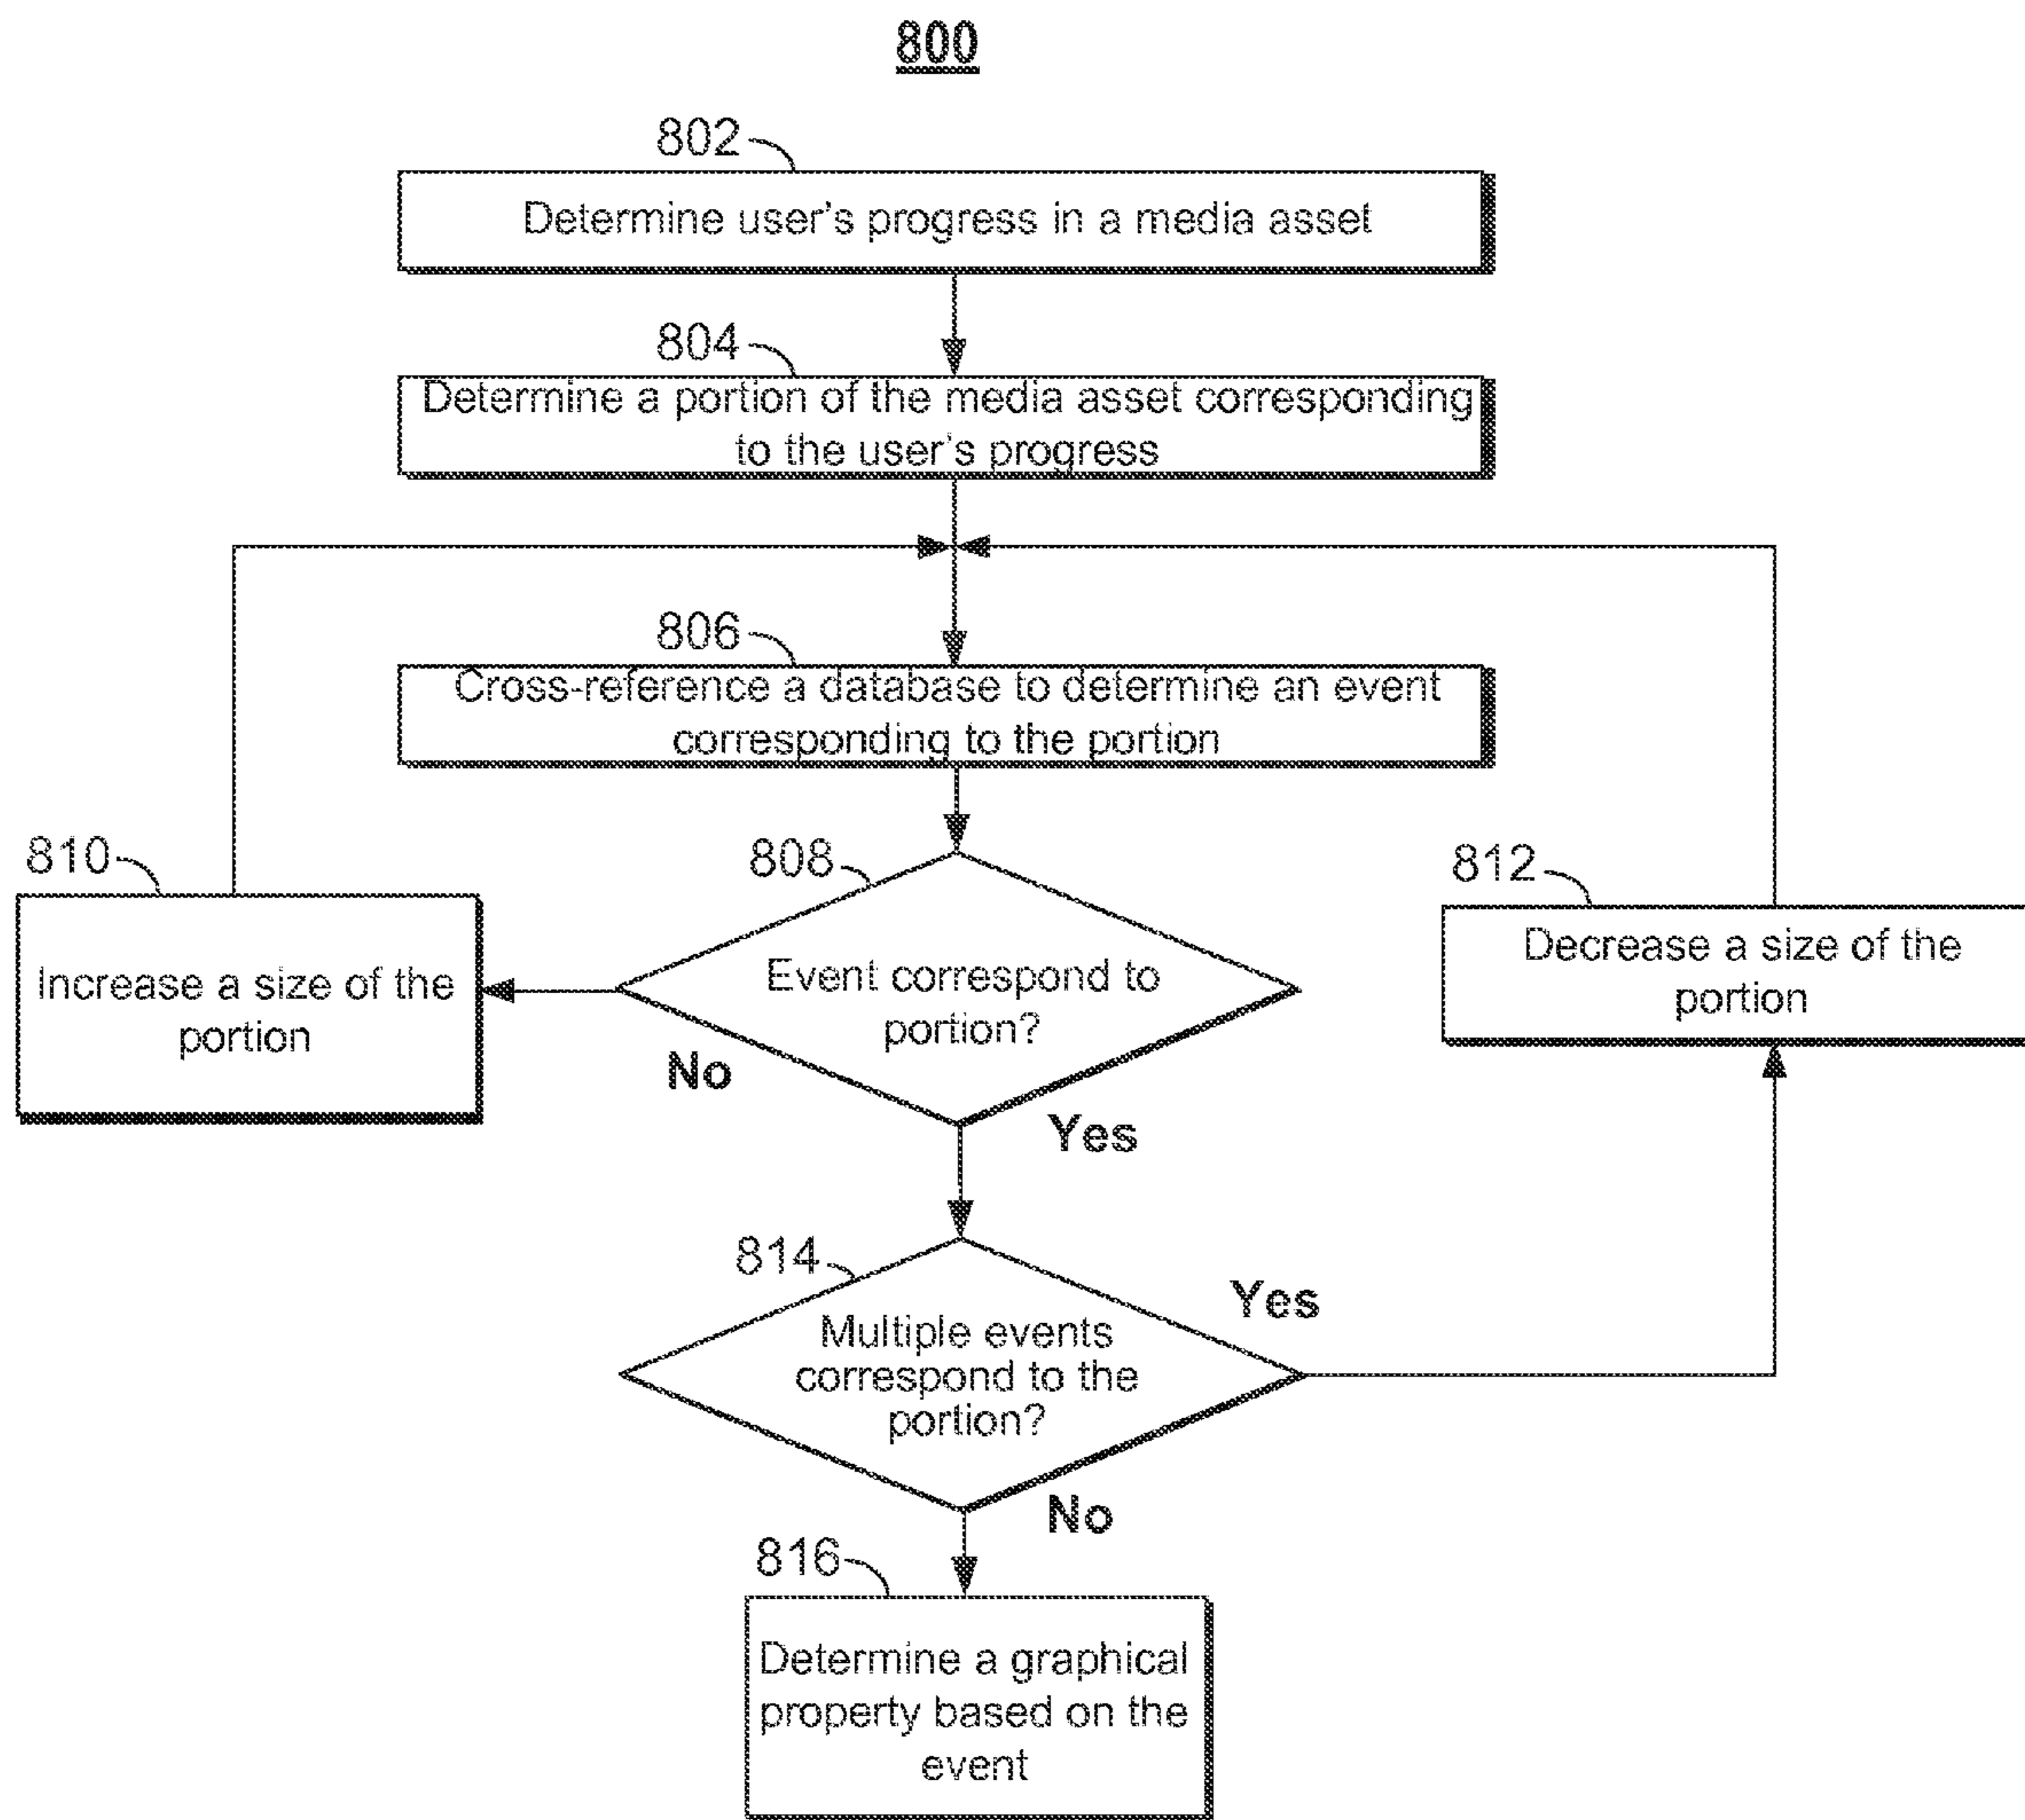 800
802
Determine user's progress in a media asset
804
Determine a portion of the media asset corresponding
to the user's progress
806
Cross-reference a database to determine an event
corresponding to the portion
808
Event correspond to
portion?
No
Yes
810
Increase a size of the
portion
812
Decrease a size of the
portion
814
Multiple events
correspond to the
portion?
Yes
No
816
Determine a graphical
property based on the
event